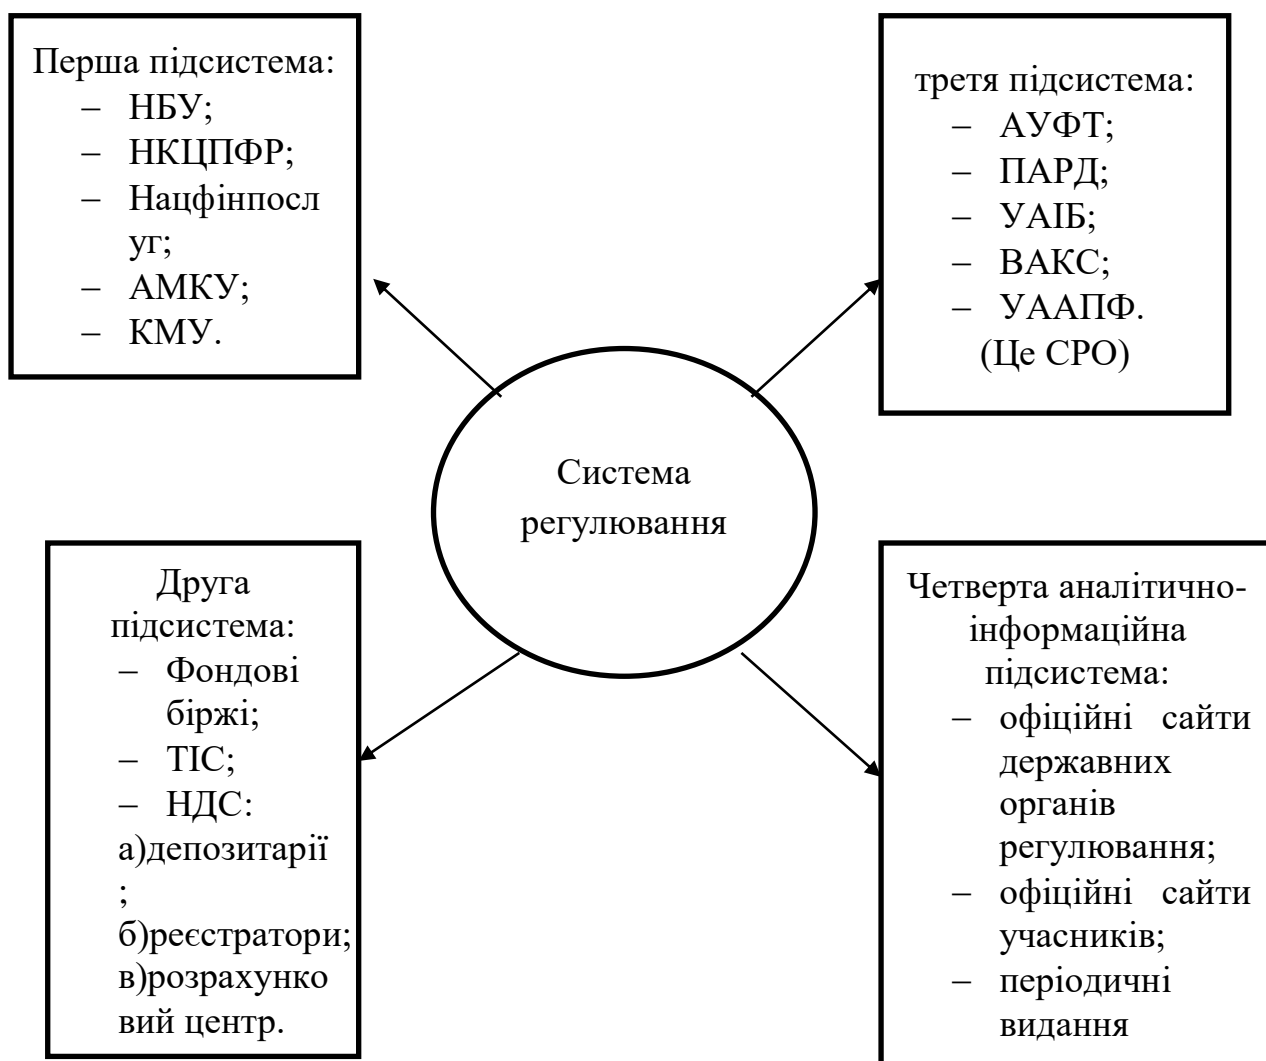 Перша підсистема:
– НБУ;
– НКЦПФР;
– Нацфінпосл
уг;
– АМКУ;
– КМУ.
третя підсистема:
– АУФТ;
– ПАРД;
– УАІБ;
– ВАКС;
– УААПФ.
(Це СРО)
Система
регулювання
Друга
підсистема:
– Фондові
біржі;
– ТІС;
– НДС:
а)депозитарії
;
б)реєстратори;
в)розрахунко
вий центр.
Четверта аналітично-
інформаційна
підсистема:
– офіційні сайти
державних
органів
регулювання;
– офіційні сайти
учасників;
– періодичні
видання